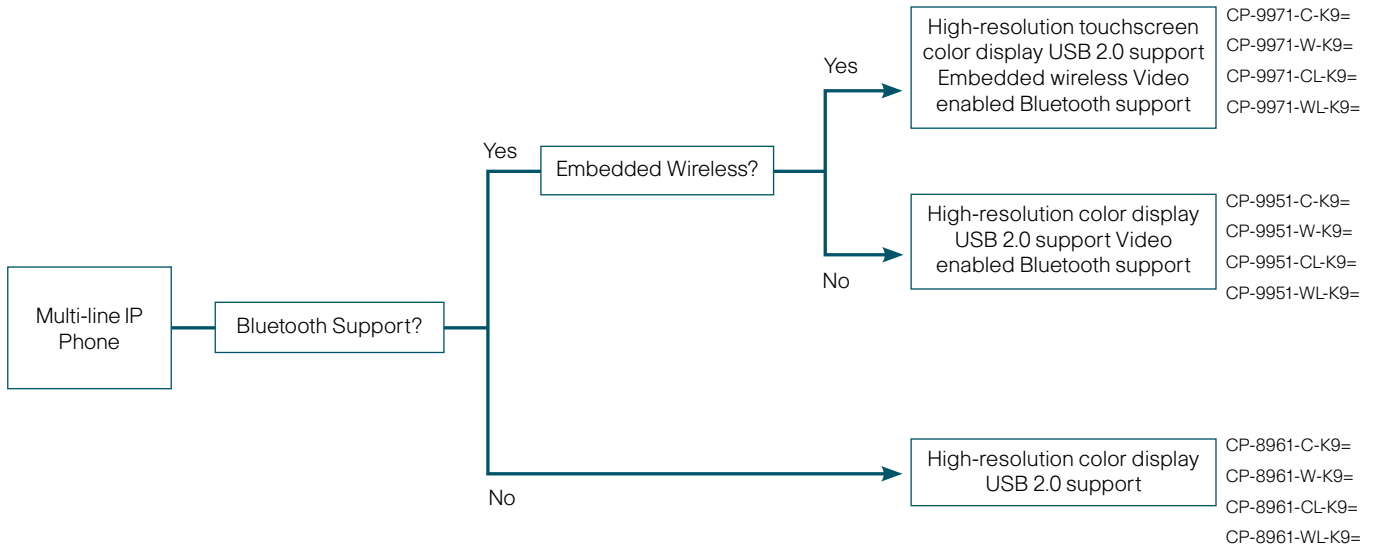 Multi-line IP
Phone
Bluetooth Support?
Yes
Embedded Wireless?
Yes
High-resolution touchscreen
color display USB 2.0 support
Embedded wireless Video
enabled Bluetooth support
CP-9971-C-K9=
CP-9971-W-K9=
CP-9971-CL-K9=
CP-9971-WL-K9=
No
High-resolution color display
USB 2.0 support Video
enabled Bluetooth support
CP-9951-C-K9=
CP-9951-W-K9=
CP-9951-CL-K9=
CP-9951-WL-K9=
No
High-resolution color display
USB 2.0 support
CP-8961-C-K9=
CP-8961-W-K9=
CP-8961-CL-K9=
CP-8961-WL-K9=